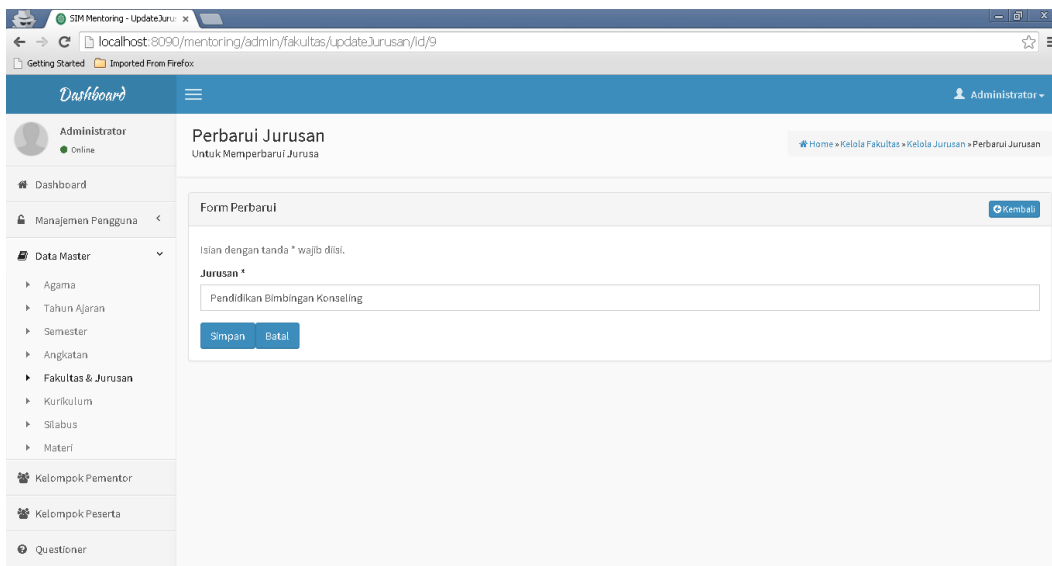 SIM Mentoring - UpdateJuru:
localhost:8090/mentoring/admin/fakultas/updateJurusan/id/9
Getting Started Imported From Firefox
Dashboard
Administrator
Administrator
Online
Perbarui Jurusan
Untuk Memperbarui Jurusa
Home » Kelola Fakultas » Kelola Jurusan » Perbarui Jurusan
Dashboard
Manajemen Pengguna
Data Master
Agama
Tahun Ajaran
Semester
Angkatan
Fakultas & Jurusan
Kurikulum
Silabus
Materi
Kelompok Pementor
Kelompok Peserta
Questioner
Form Perbarui
Kembali
Isian dengan tanda * wajib diisi.
Jurusan *
Pendidikan Bimbingan Konseling
Simpan Batal